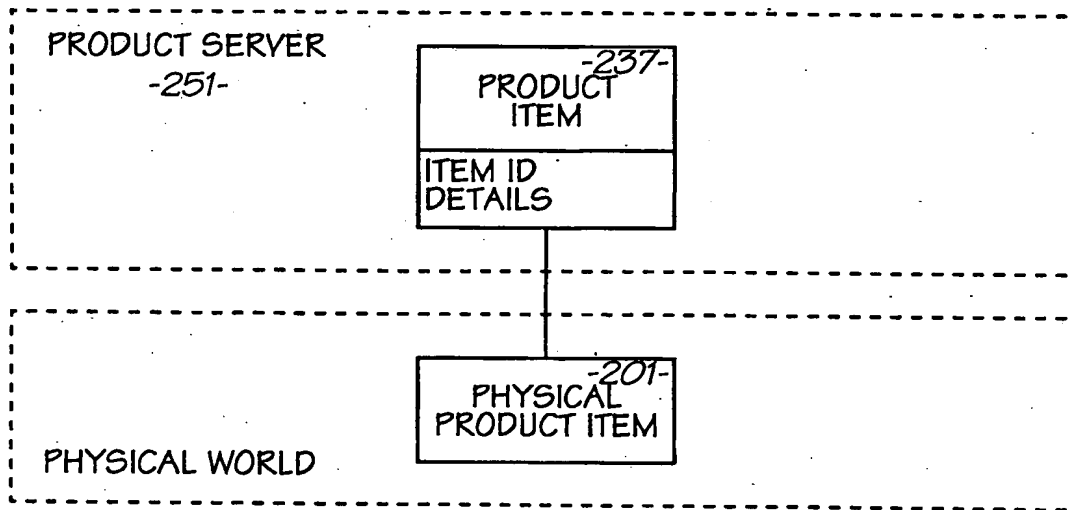 PRODUCT SERVER
-251-
-237-
PRODUCT
ITEM
ITEM ID
DETAILS
-201-
PHYSICAL
PRODUCT ITEM
PHYSICAL WORLD